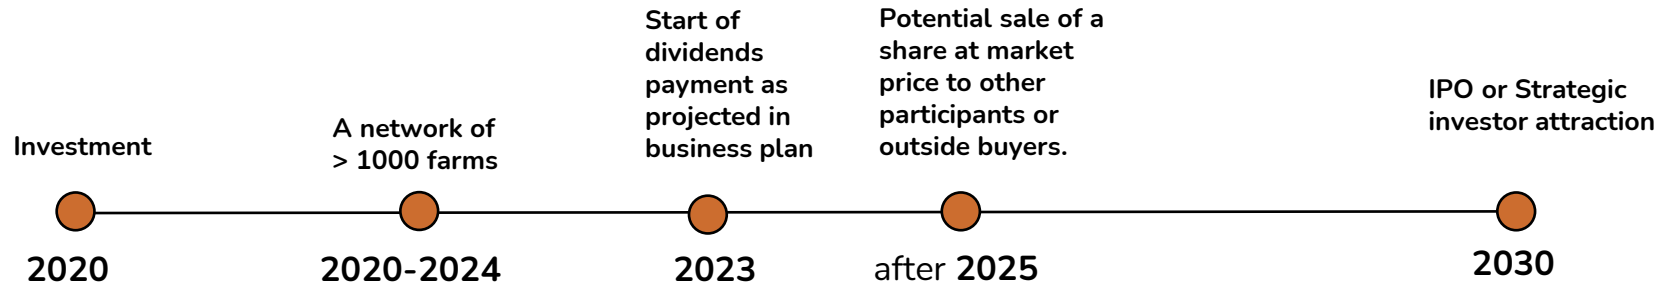 Investment
2020
A network of
> 1000 farms
2020-2024
Start of
dividends
payment as
projected in
business plan
2023
Potential sale of a
share at market
price to other
participants or
outside buyers.
after 2025
IPO or Strategic
investor attraction
2030